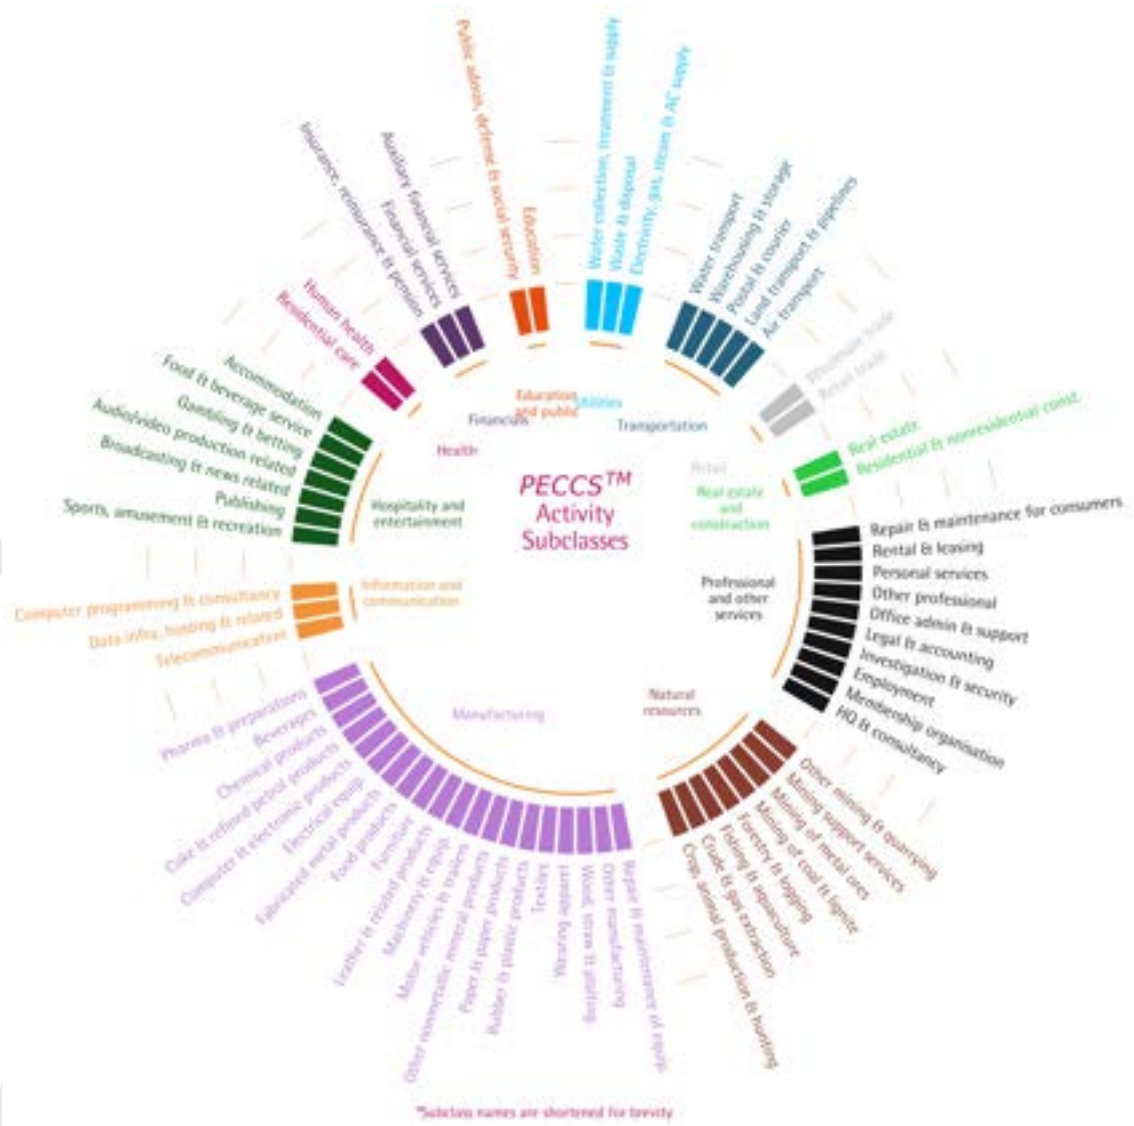 PECCS™
Activity
Subclasses
Education
and public
Utilities
Transportation
Retail
Real estate
and
construction
Professional
and other
services
Natural
resources
Manufacturing
Information and
communication
Hospitality and
entertainment
Health
Financials
Public admin, defense & social security
Education
Water collection, treatment & supply
Waste & disposal
Electricity, gas, steam & AC supply
Water transport
Warehousing & storage
Postal & courier
Land transport & pipelines
Air transport
Wholesale trade
Retail trade
Real estate
Residential & nonresidential const.
Repair & maintenance for consumers
Rental & leasing
Personal services
Other professional
Office admin & support
Legal & accounting
Investigation & security
Employment
Membership organisation
HQ & consultancy
Other mining & quarrying
Mining support services
Mining of metal ores
Mining of coal & lignite
Forestry & logging
Fishing & aquaculture
Crude & gas extraction
Crop, animal production & hunting
Repair & maintenance of equip.
Other manufacturing
Wood, straw & plaiting
Wearing apparel
Textiles
Rubber & plastic products
Paper & paper products
Other nonmetallic mineral products
Motor vehicles & trailers
Machinery & equip.
Leather & related products
Furniture
Food products
Fabricated metal products
Electrical equip.
Computer & electronic products
Coke & refined petrol products
Chemical products
Beverages
Pharma & preparations
Telecommunication
Data infra, hosting & related
Computer programming & consultancy
Sports, amusement & recreation
Publishing
Broadcasting & news related
Audio/video production related
Gambling & betting
Food & beverage service
Accommodation
Residential care
Human health
Insurance, reinsurance & pension
Financial services
Auxiliary financial services
*Subclass names are shortened for brevity